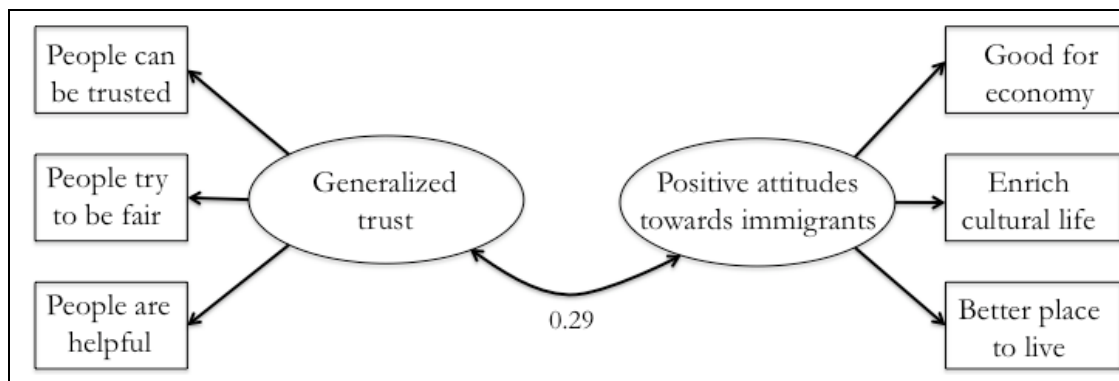 People can
be trusted
People try
to be fair
People are
helpful
Generalized
trust
0.29
Positive attitudes
towards immigrants
Good for
economy
Enrich
cultural life
Better place
to live